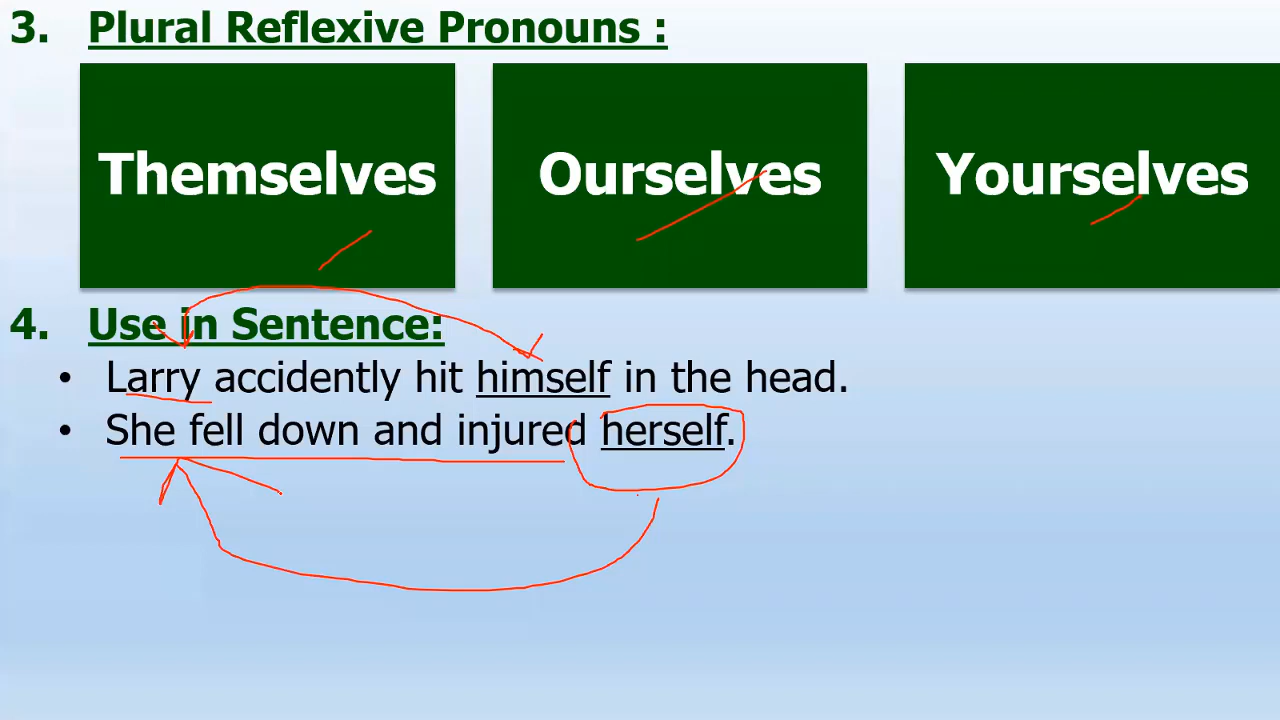 3. Plural Reflexive Pronouns :
Themselves
Ourselves
Yourselves
4. Use in Sentence:
• Larry accidently hit himself in the head.
• She fell down and injured herself.